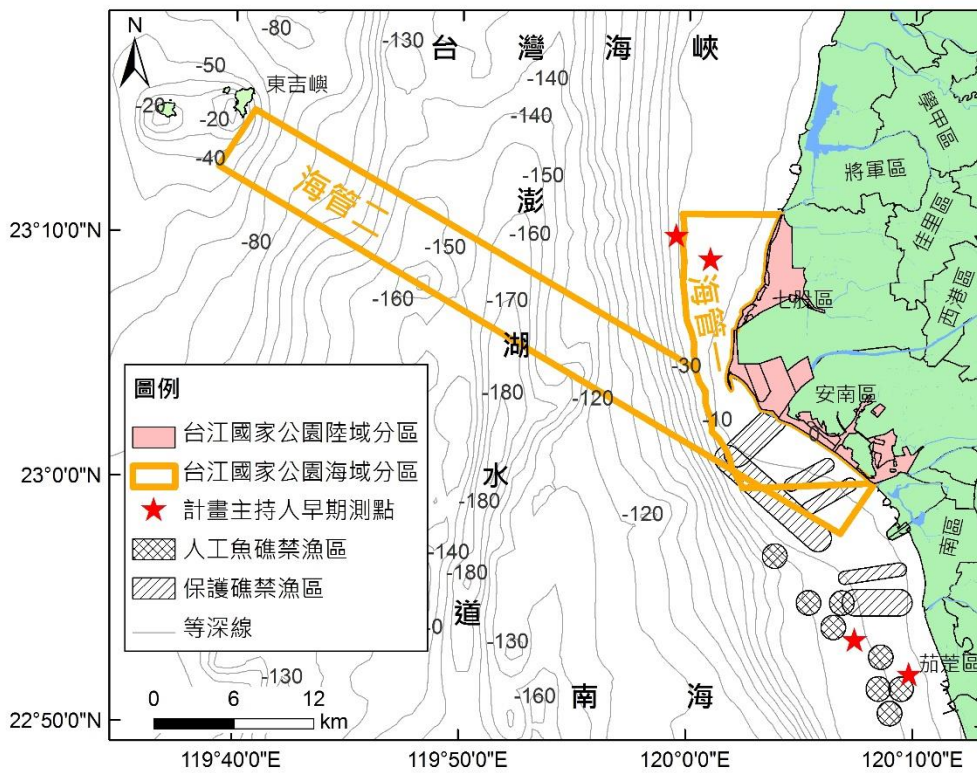 N
台灣海峽
-80
-130
-50
-140
東吉嶼
-20
-20
-140
學甲區
-40
-150
將軍區
海管二
澎
佳里區
23°10'0"N
-80
-150
-160
西港區
-160
-170
海管一
七股區
湖
-30
-180
-120
-10
安南區
0
圖例
台江國家公園陸域分區
台江國家公園海域分區
計畫主持人早期測點
人工魚礁禁漁區
保護礁禁漁區
等深線
23°0'0"N
水
-180
-120
南區
-140
-180
道
-130
茄萣區
-130
-160
南海
0 6 12
km
22°50'0"N
119°40'0"E
119°50'0"E
120°0'0"E
120°10'0"E